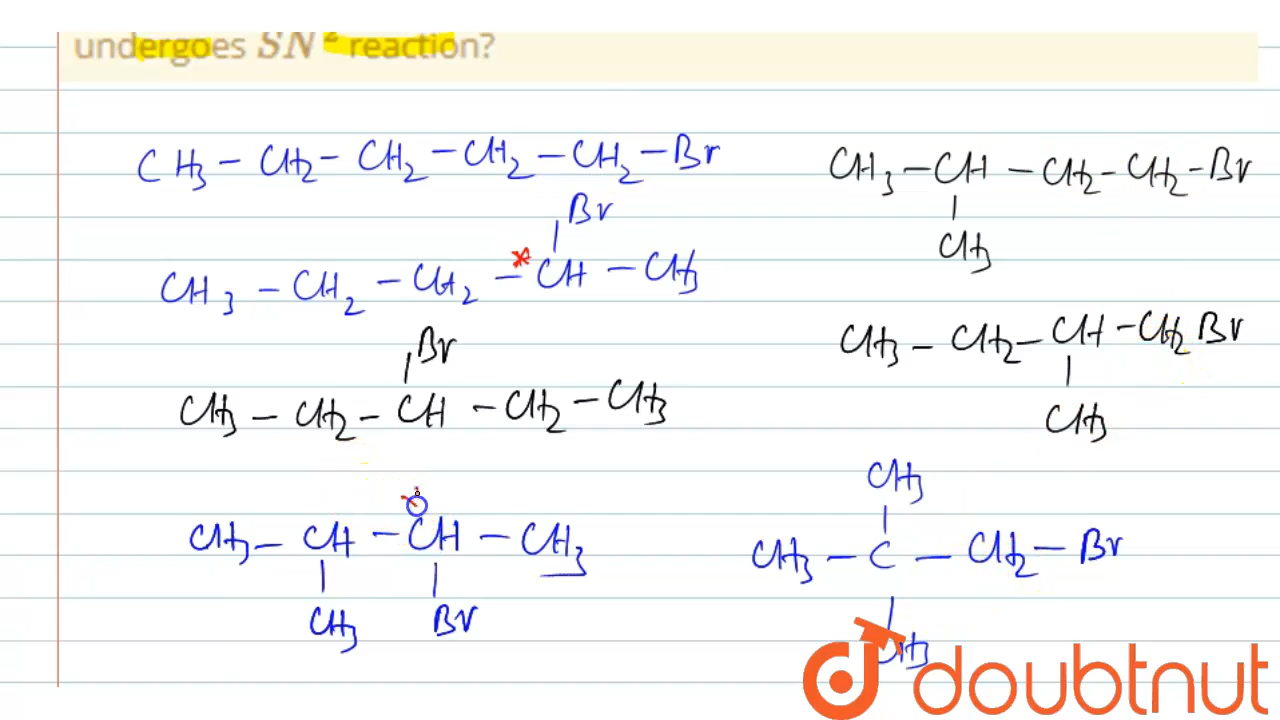 undergoes SN² reaction?
CH3 – CH2 – CH2 – CH2 – CH2 – Br
Br
CH3 – CH2 – CH2 – *CH – CH3
Br
CH3 – CH2 – CH – CH2 – CH3
CH3 – CH – CH – CH3
CH3 Br
CH3 – CH – CH2 – CH2 – Br
CH3
CH3 – CH2 – CH – CH2 Br
CH3
CH3
CH3 – C – CH2 – Br
CH3
doubtnut